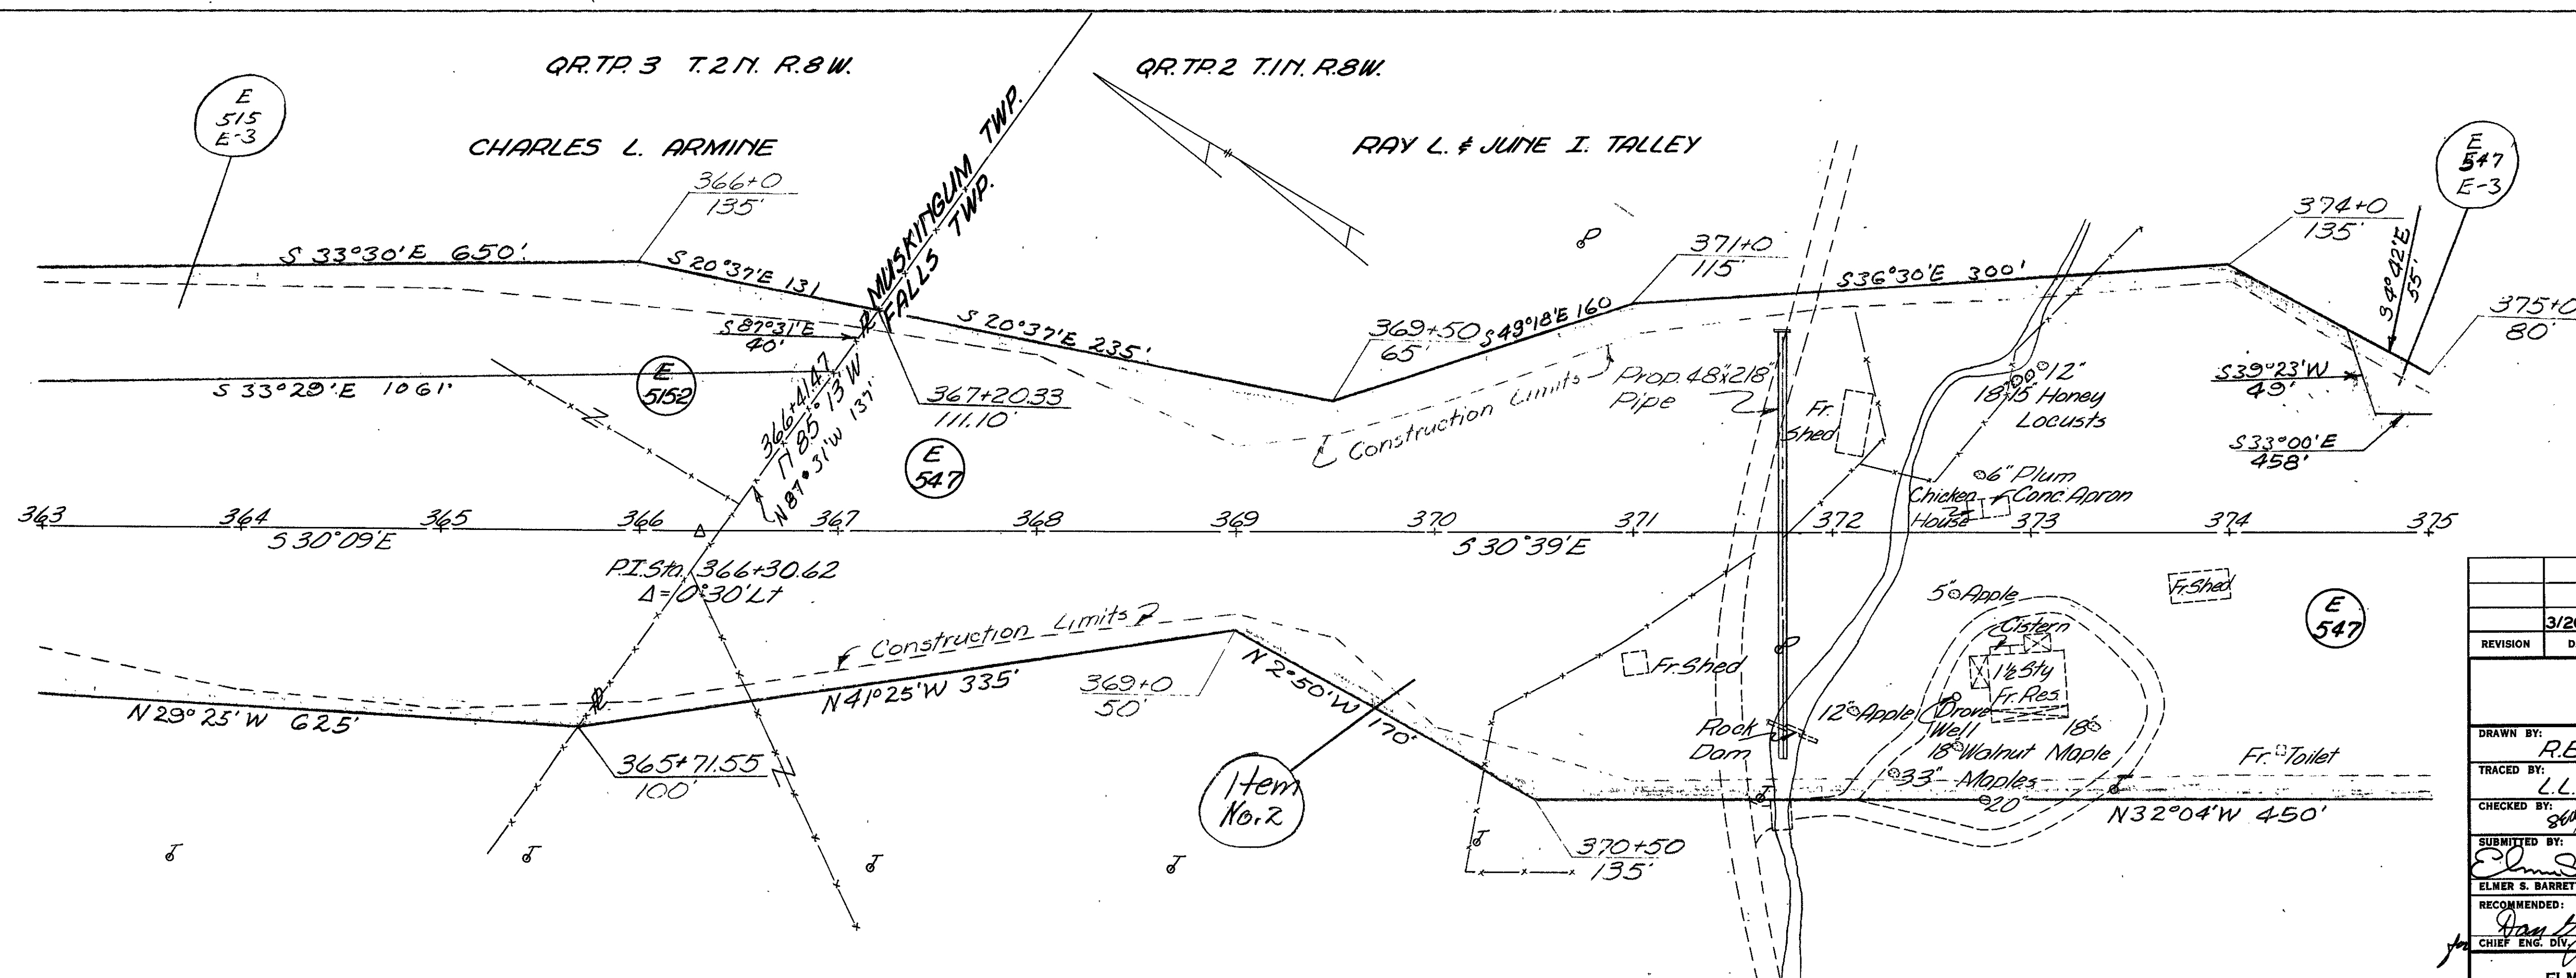 QR. TP. 3 T. 2 N. R. 8 W.
QR. TP. 2 T. 1 N. R. 8 W.
E
515
E-3
CHARLES L. ARMINE
RAY L. & JUNE I. TALLEY
E
547
E-3
MUSKINGUM TWP.
FALLS TWP.
366+0
135'
S 33°30'E 650'
S 20°37'E 131
S 87°31'E
40'
S 20°37'E 235'
367+20.33
111.10'
369+50
65'
S 49°18'E 160
371+0
115'
S 36°30'E 300'
374+0
135'
S 4°42'E
55'
375+0
80'
S 39°23'W
49'
S 33°00'E
458'
S 33°29'E 1061'
E
5152
366+41.47
N 85°13'W
N 87°31'W 137'
E
547
Construction Limits
Prop. 48"x218'
Pipe
Fr.
Shed
12"
18" 15" Honey
Locusts
6" Plum
Chicken
House
Conc. Apron
363
364
365
366
367
368
369
370
371
372
373
374
375
S 30°09'E
S 30°39'E
P.I. Sta. 366+30.62
Δ=0°30' Lt
Construction Limits
N 29°25'W 625'
365+71.55
100'
N 41°25'W 335'
369+0
50'
N 2°50'W 170'
Item
No. 2
370+50
135'
Fr. Shed
Rock
Dam
5" Apple
Cistern
1½ Sty
Fr. Res
12" Apple
Drove
Well
18" Walnut
18"
Maple
33" Maples
20"
Fr. Shed
E
547
Fr. Toilet
N 32°04'W 450'
REVISION
DRAWN BY:
TRACED BY:
L.L.
CHECKED BY:
SUBMITTED BY:
ELMER S. BARRET
RECOMMENDED:
for
CHIEF ENG. DIV.